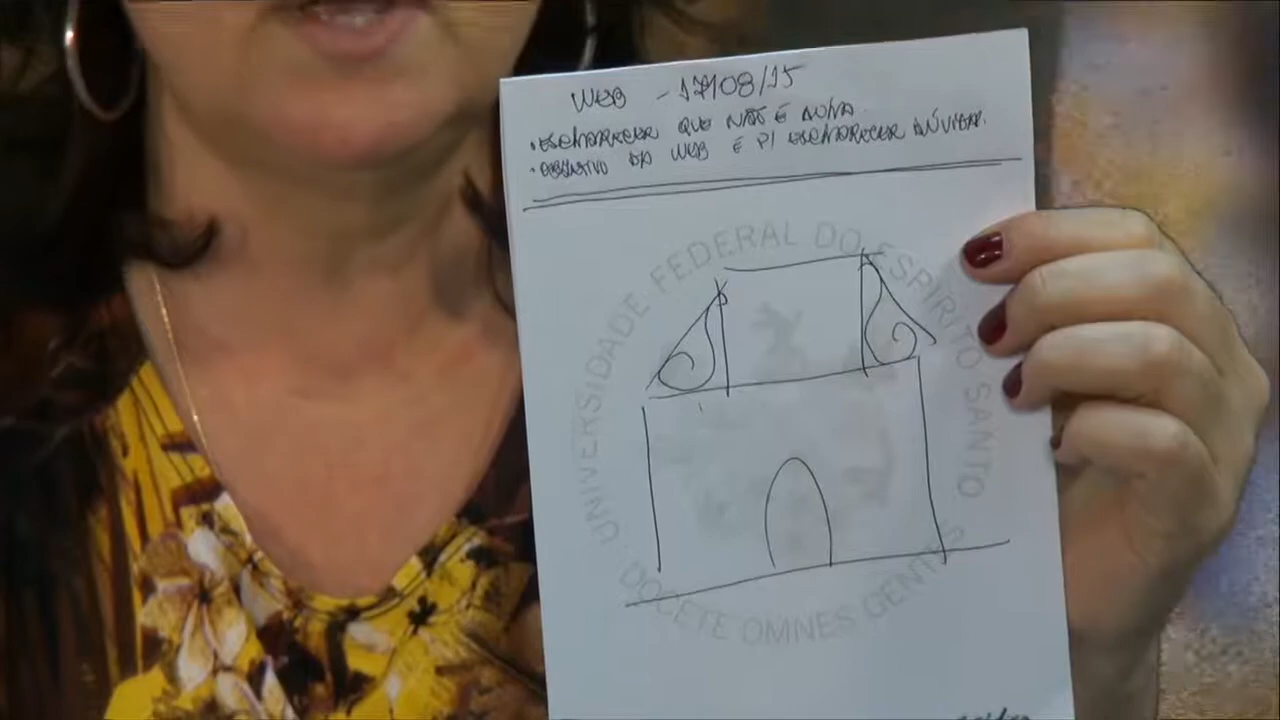 WEB - 17/08/15
• ESCLARECER QUE NÃO É AULA.
• OBJETIVO DA WEB É P/ ESCLARECER DÚVIDAS.
UNIVERSIDADE FEDERAL DO ESPIRITO SANTO
DOCETE OMNES GENTES